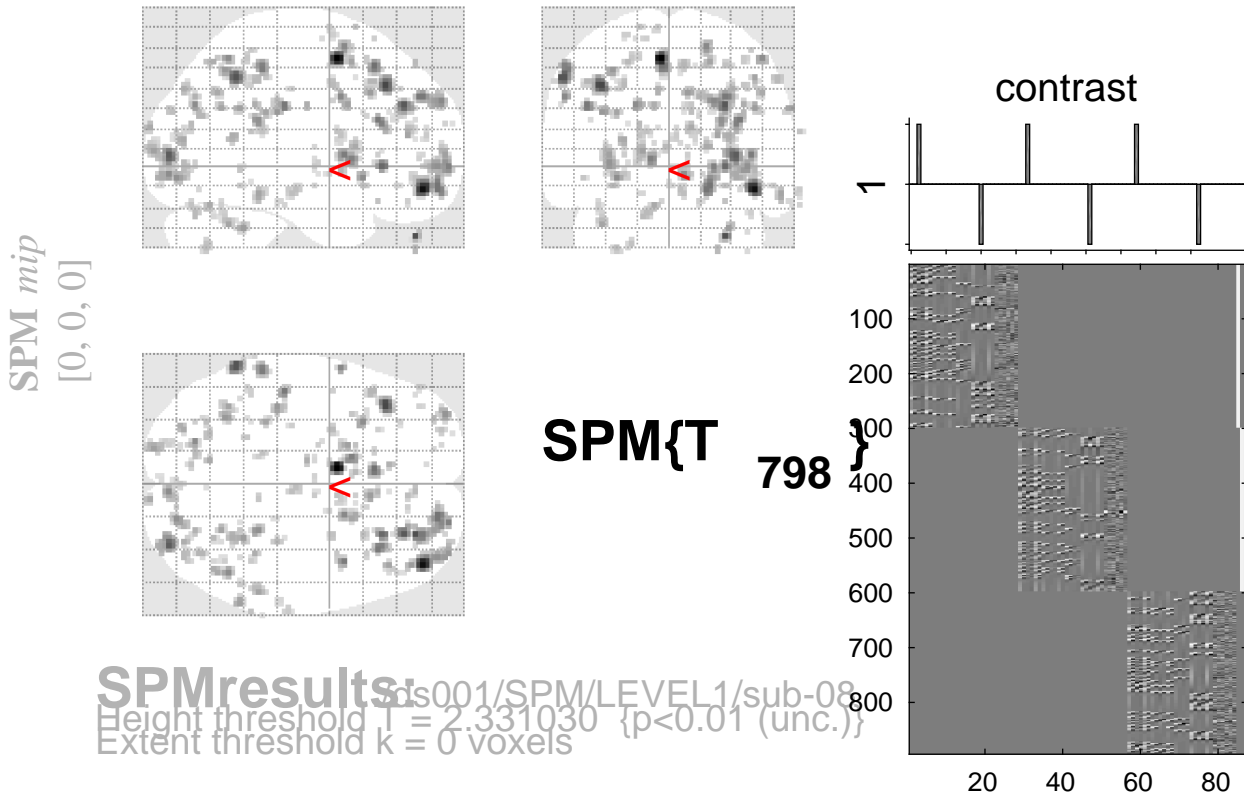 SPM mip
[0, 0, 0]
<
<
<
SPM{T 798 }
contrast
1
100
200
300
400
500
600
700
800
20 40 60 80
SPMresults: /ds001/SPM/LEVEL1/sub-08
Height threshold T = 2.331030 {p<0.01 (unc.)}
Extent threshold k = 0 voxels